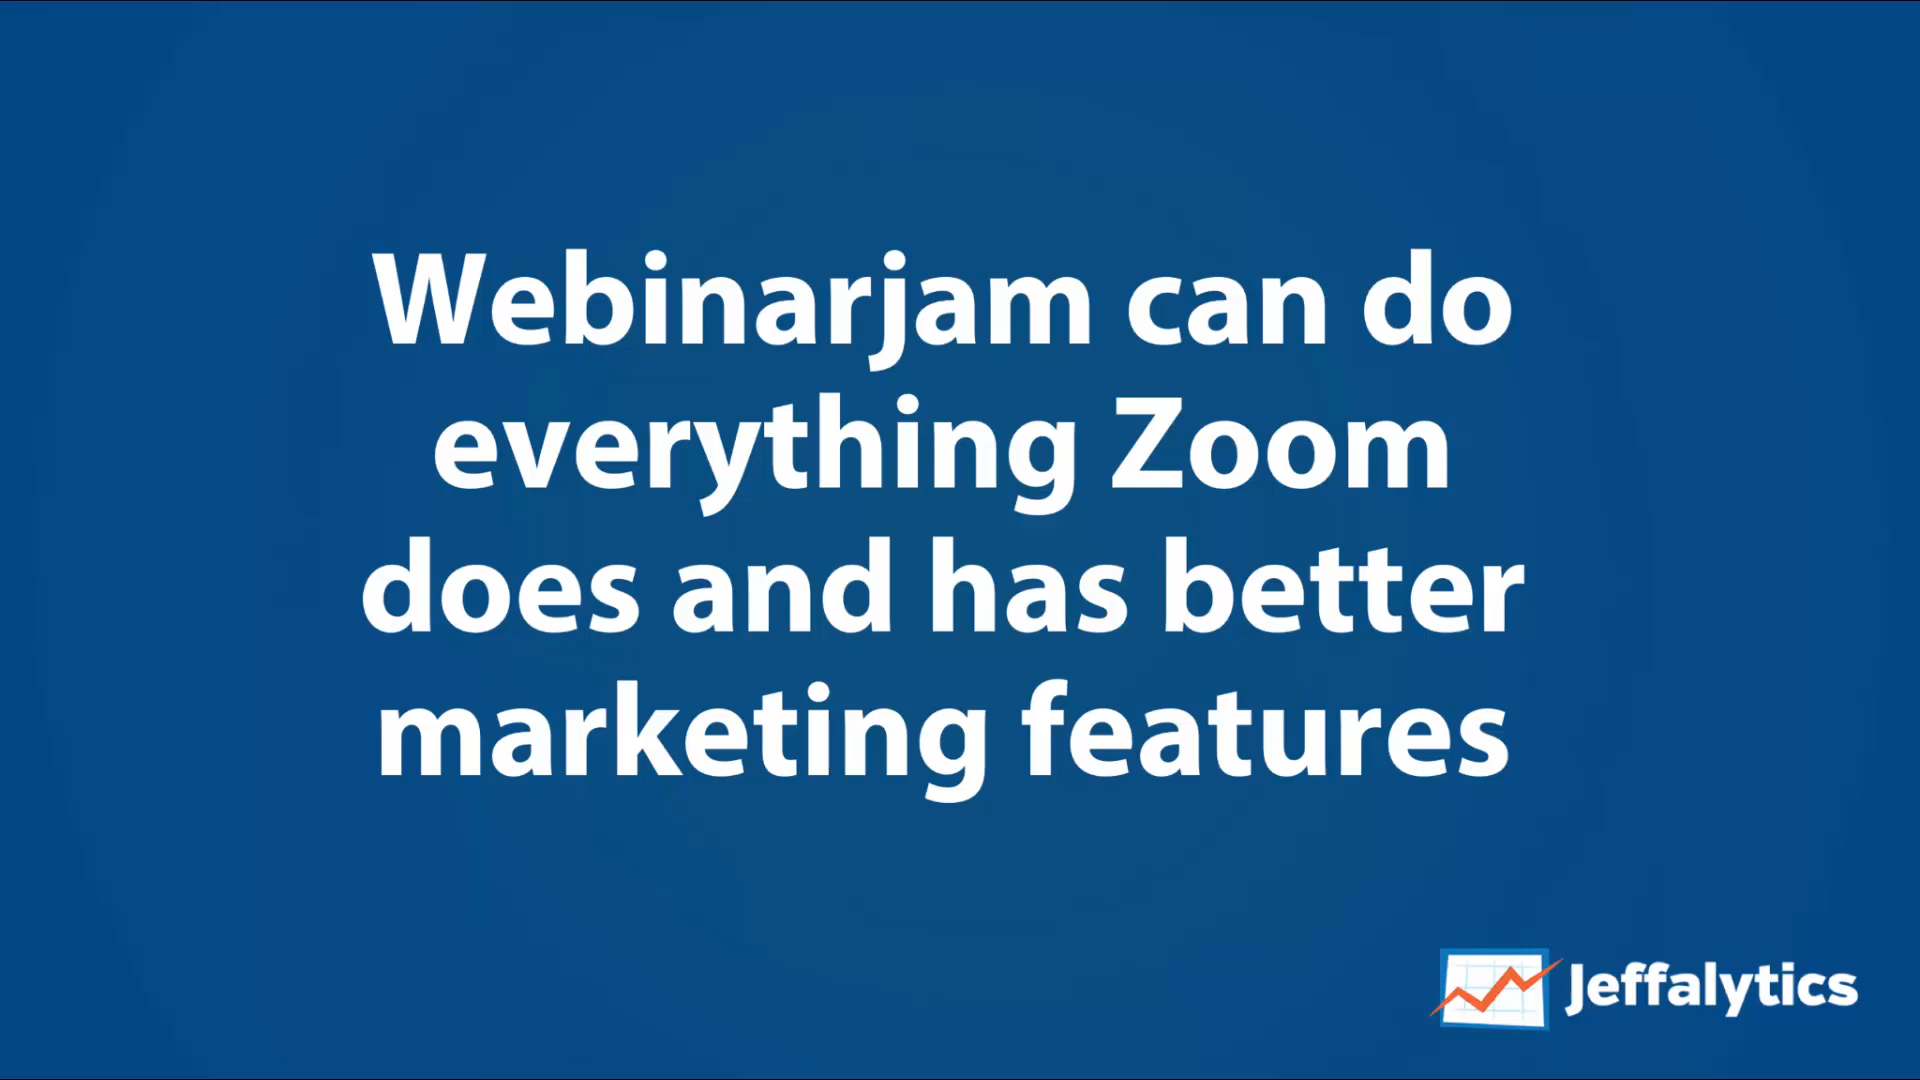 Webinarjam can do
everything Zoom
does and has better
marketing features
Jeffalytics